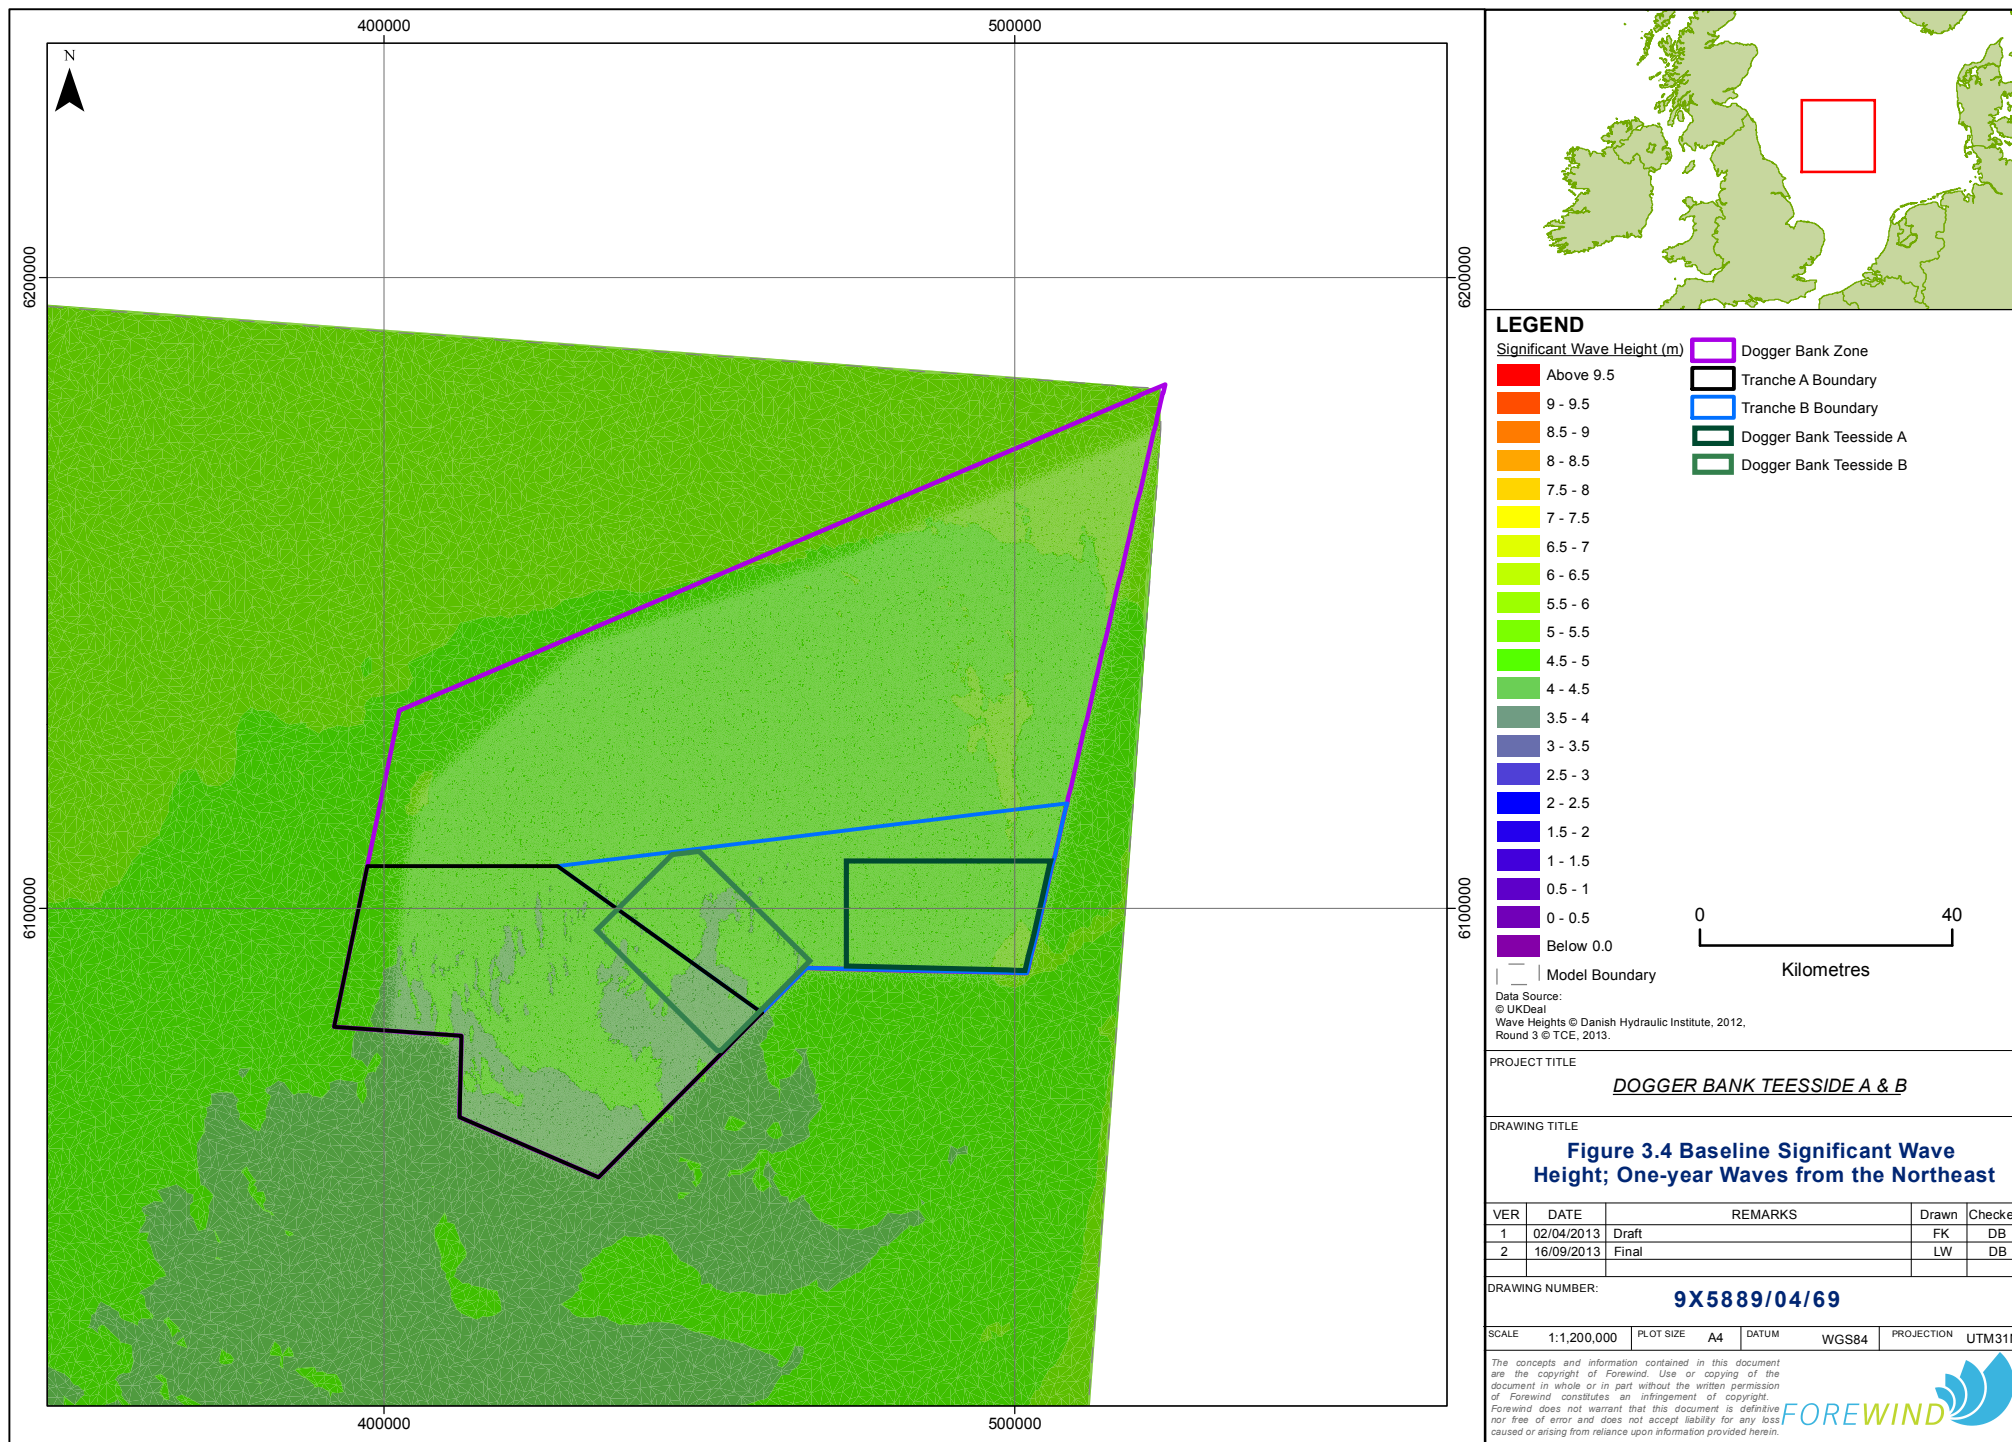 400000
500000
N
6200000
6200000
6100000
6100000
400000
500000
LEGEND
Significant Wave Height (m)
Above 9.5
9 - 9.5
8.5 - 9
8 - 8.5
7.5 - 8
7 - 7.5
6.5 - 7
6 - 6.5
5.5 - 6
5 - 5.5
4.5 - 5
4 - 4.5
3.5 - 4
3 - 3.5
2.5 - 3
2 - 2.5
1.5 - 2
1 - 1.5
0.5 - 1
0 - 0.5
Below 0.0
Model Boundary
Dogger Bank Zone
Tranche A Boundary
Tranche B Boundary
Dogger Bank Teesside A
Dogger Bank Teesside B
0 40
Kilometres
Data Source:
© UKDeal
Wave Heights © Danish Hydraulic Institute, 2012,
Round 3 © TCE, 2013.
PROJECT TITLE
DOGGER BANK TEESSIDE A & B
DRAWING TITLE
Figure 3.4 Baseline Significant Wave
Height; One-year Waves from the Northeast
VER DATE REMARKS Drawn Checke
1 02/04/2013 Draft FK DB
2 16/09/2013 Final LW DB
DRAWING NUMBER:
9X5889/04/69
SCALE 1:1,200,000 PLOT SIZE A4 DATUM WGS84 PROJECTION UTM31
The concepts and information contained in this document
are the copyright of Forewind. Use or copying of the
document in whole or in part without the written permission
of Forewind constitutes an infringement of copyright.
Forewind does not warrant that this document is definitive
nor free of error and does not accept liability for any loss
caused or arising from reliance upon information provided herein.
FOREWIND